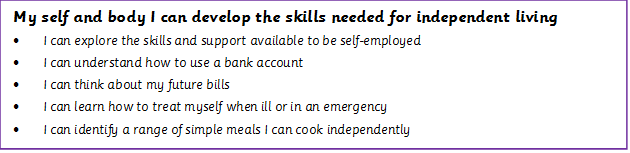 My self and body I can develop the skills needed for independent living
• I can explore the skills and support available to be self-employed
• I can understand how to use a bank account
• I can think about my future bills
• I can learn how to treat myself when ill or in an emergency
• I can identify a range of simple meals I can cook independently